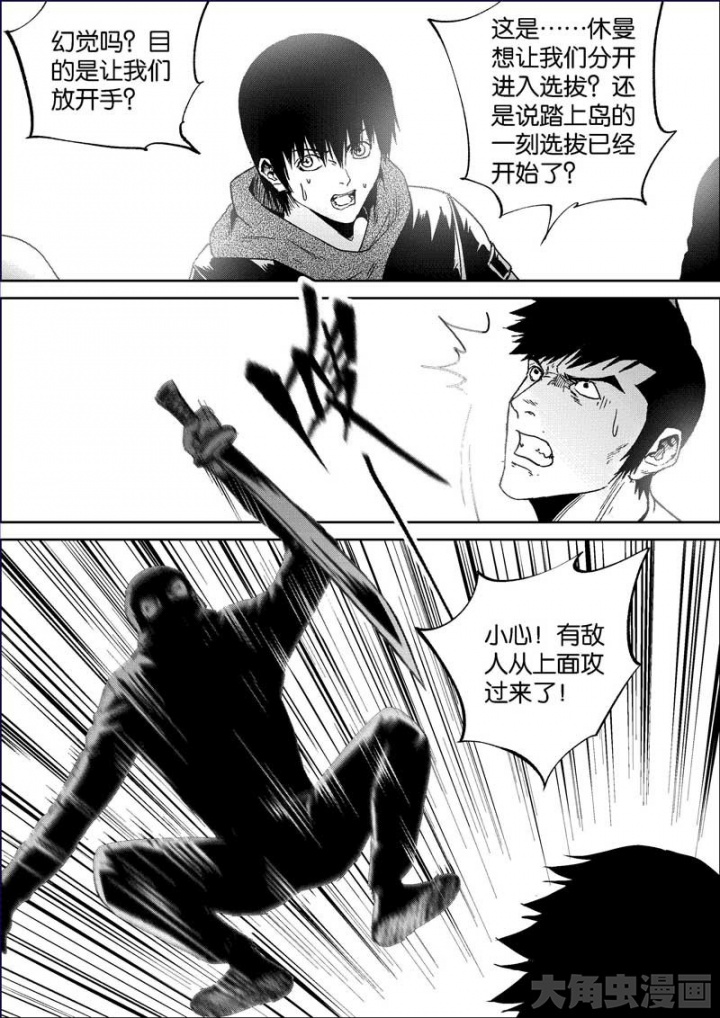 幻觉吗？目
的是让我们
放开手？
这是……休曼
想让我们分开
进入选拔？还
是说踏上岛的
一刻选拔已经
开始了？
小心！有敌
人从上面攻
过来了！
大角虫漫画